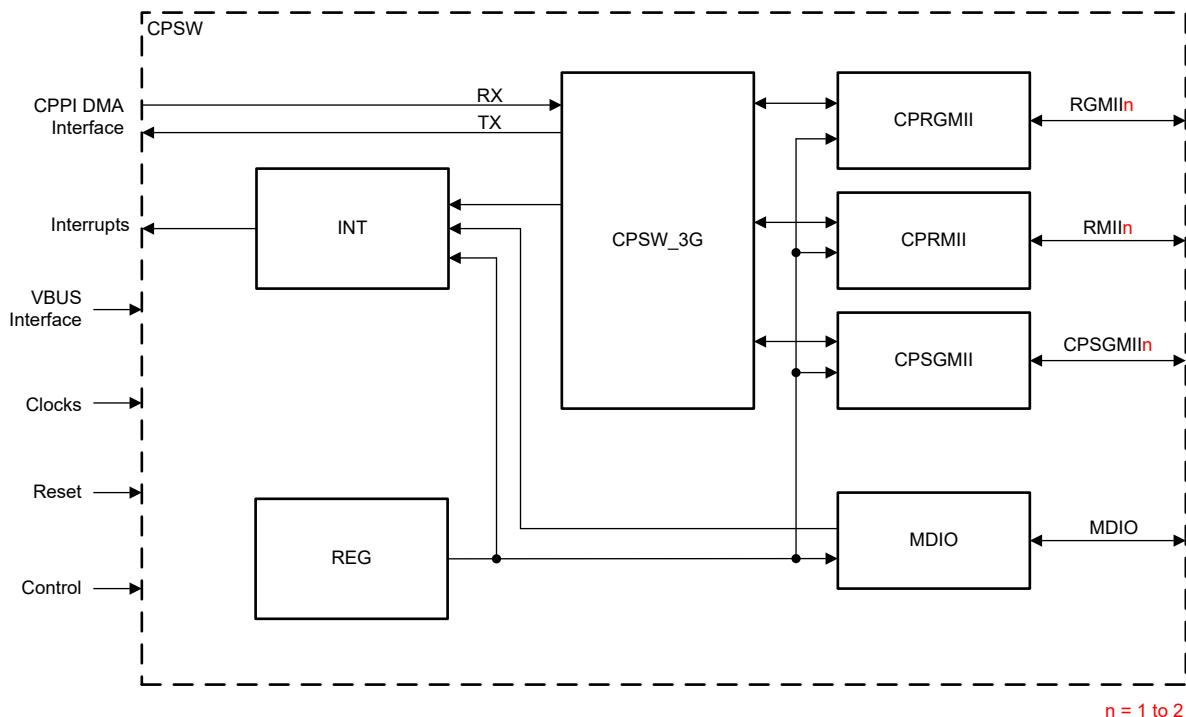 CPSW
CPPI DMA
Interface
RX
TX
Interrupts
VBUS
Interface
Clocks
Reset
Control
INT
REG
CPSW_3G
CPRGMII
CPRMII
CPSGMII
MDIO
RGMIIn
RMIIn
CPSGMIIn
MDIO
n = 1 to 2